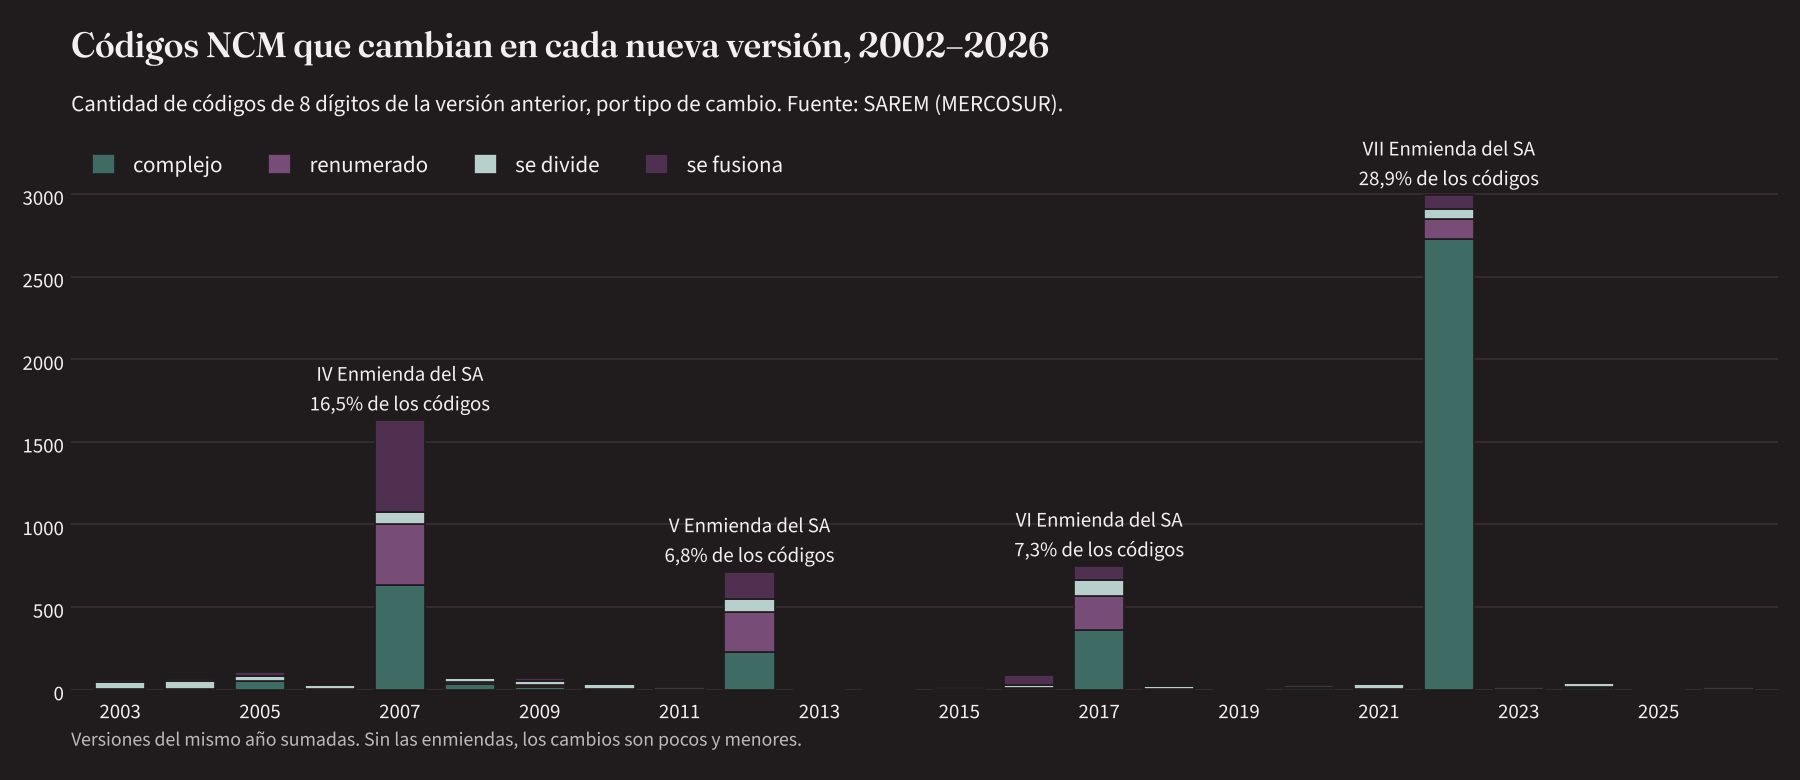 Códigos NCM que cambian en cada nueva versión, 2002–2026
Cantidad de códigos de 8 dígitos de la versión anterior, por tipo de cambio. Fuente: SAREM (MERCOSUR).
complejo
renumerado
se divide
se fusiona
VII Enmienda del SA
28,9% de los códigos
IV Enmienda del SA
16,5% de los códigos
V Enmienda del SA
6,8% de los códigos
VI Enmienda del SA
7,3% de los códigos
3000
2500
2000
1500
1000
500
0
2003
2005
2007
2009
2011
2013
2015
2017
2019
2021
2023
2025
Versiones del mismo año sumadas. Sin las enmiendas, los cambios son pocos y menores.